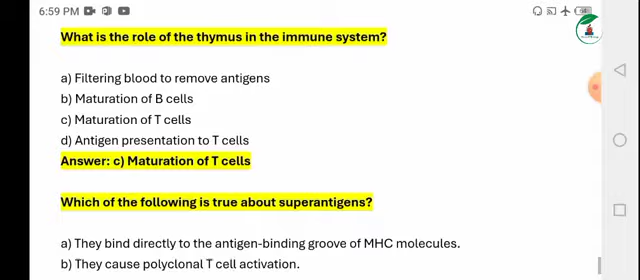 6:59 PM
What is the role of the thymus in the immune system?
a) Filtering blood to remove antigens
b) Maturation of B cells
c) Maturation of T cells
d) Antigen presentation to T cells
Answer: c) Maturation of T cells
Which of the following is true about superantigens?
a) They bind directly to the antigen-binding groove of MHC molecules.
b) They cause polyclonal T cell activation.